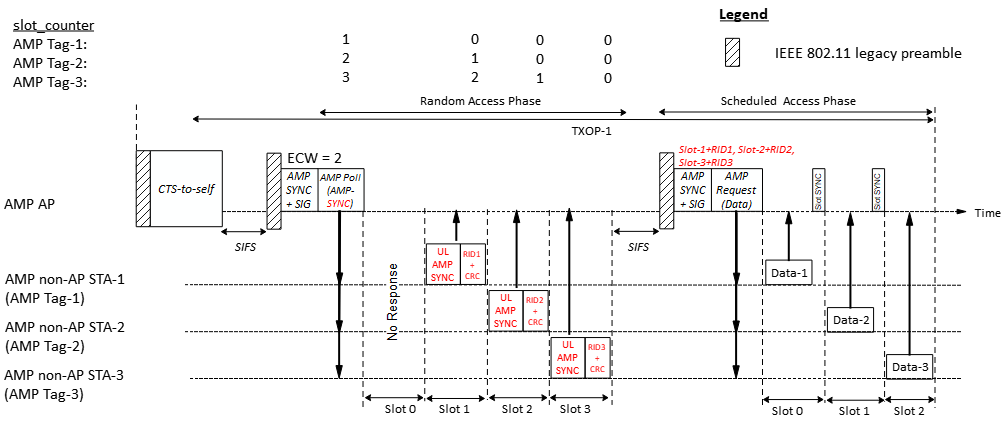 slot_counter
AMP Tag-1: 1 0 0 0
AMP Tag-2: 2 1 0 0
AMP Tag-3: 3 2 1 0
Legend
IEEE 802.11 legacy preamble
Random Access Phase
Scheduled Access Phase
TXOP-1
ECW = 2
Slot-1+RID1, Slot-2+RID2,
Slot-3+RID3
CTS-to-self
AMP
SYNC
+ SIG
AMP Poll
(AMP-
SYNC)
AMP
SYNC
+ SIG
AMP
Request
(Data)
Slot SYNC
Slot SYNC
AMP AP
Time
SIFS
SIFS
UL
AMP
SYNC
RID1
+
CRC
Data-1
AMP non-AP STA-1
(AMP Tag-1)
No Response
UL
AMP
SYNC
RID2
+
CRC
Data-2
AMP non-AP STA-2
(AMP Tag-2)
UL
AMP
SYNC
RID3
+
CRC
Data-3
AMP non-AP STA-3
(AMP Tag-3)
Slot 0
Slot 1
Slot 2
Slot 3
Slot 0
Slot 1
Slot 2